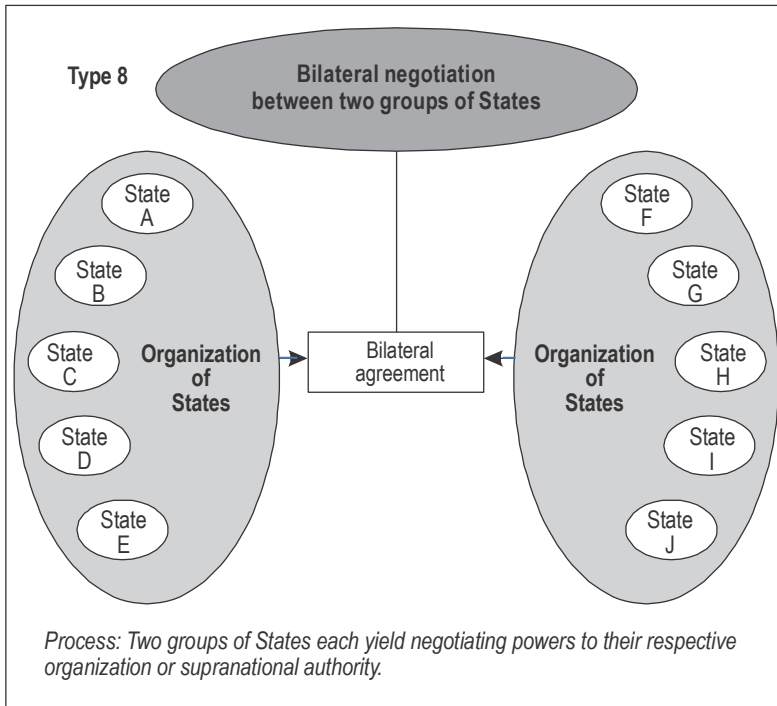 Type 8
Bilateral negotiation
between two groups of States
State
A
State
B
State
C
State
D
State
E
Organization
of
States
Bilateral
agreement
Organization
of
States
State
F
State
G
State
H
State
I
State
J
Process: Two groups of States each yield negotiating powers to their respective
organization or supranational authority.